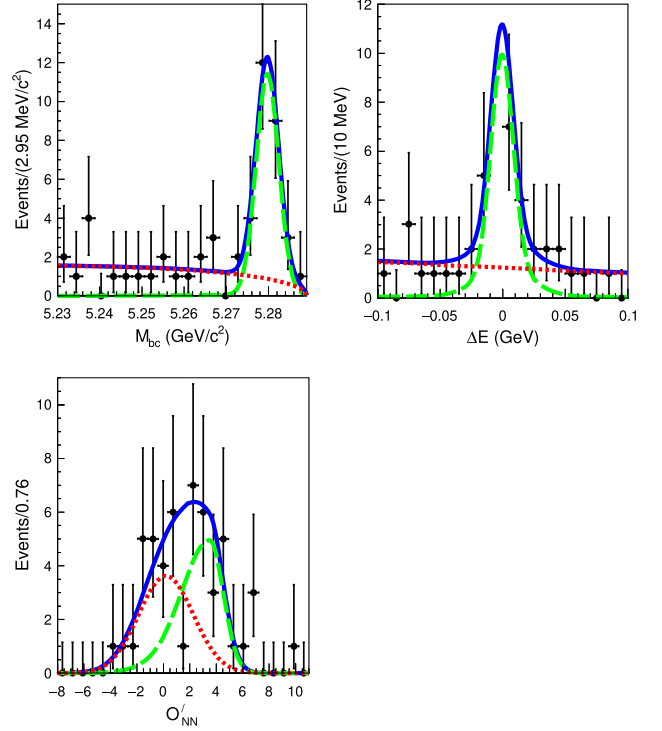 Events/(2.95 MeV/c²)
14
12
10
8
6
4
2
0
5.23 5.24 5.25 5.26 5.27 5.28
M_bc (GeV/c²)
Events/(10 MeV)
12
10
8
6
4
2
0
−0.1 −0.05 0 0.05 0.1
ΔE (GeV)
Events/0.76
10
8
6
4
2
0
−8 −6 −4 −2 0 2 4 6 8 10
O′_NN